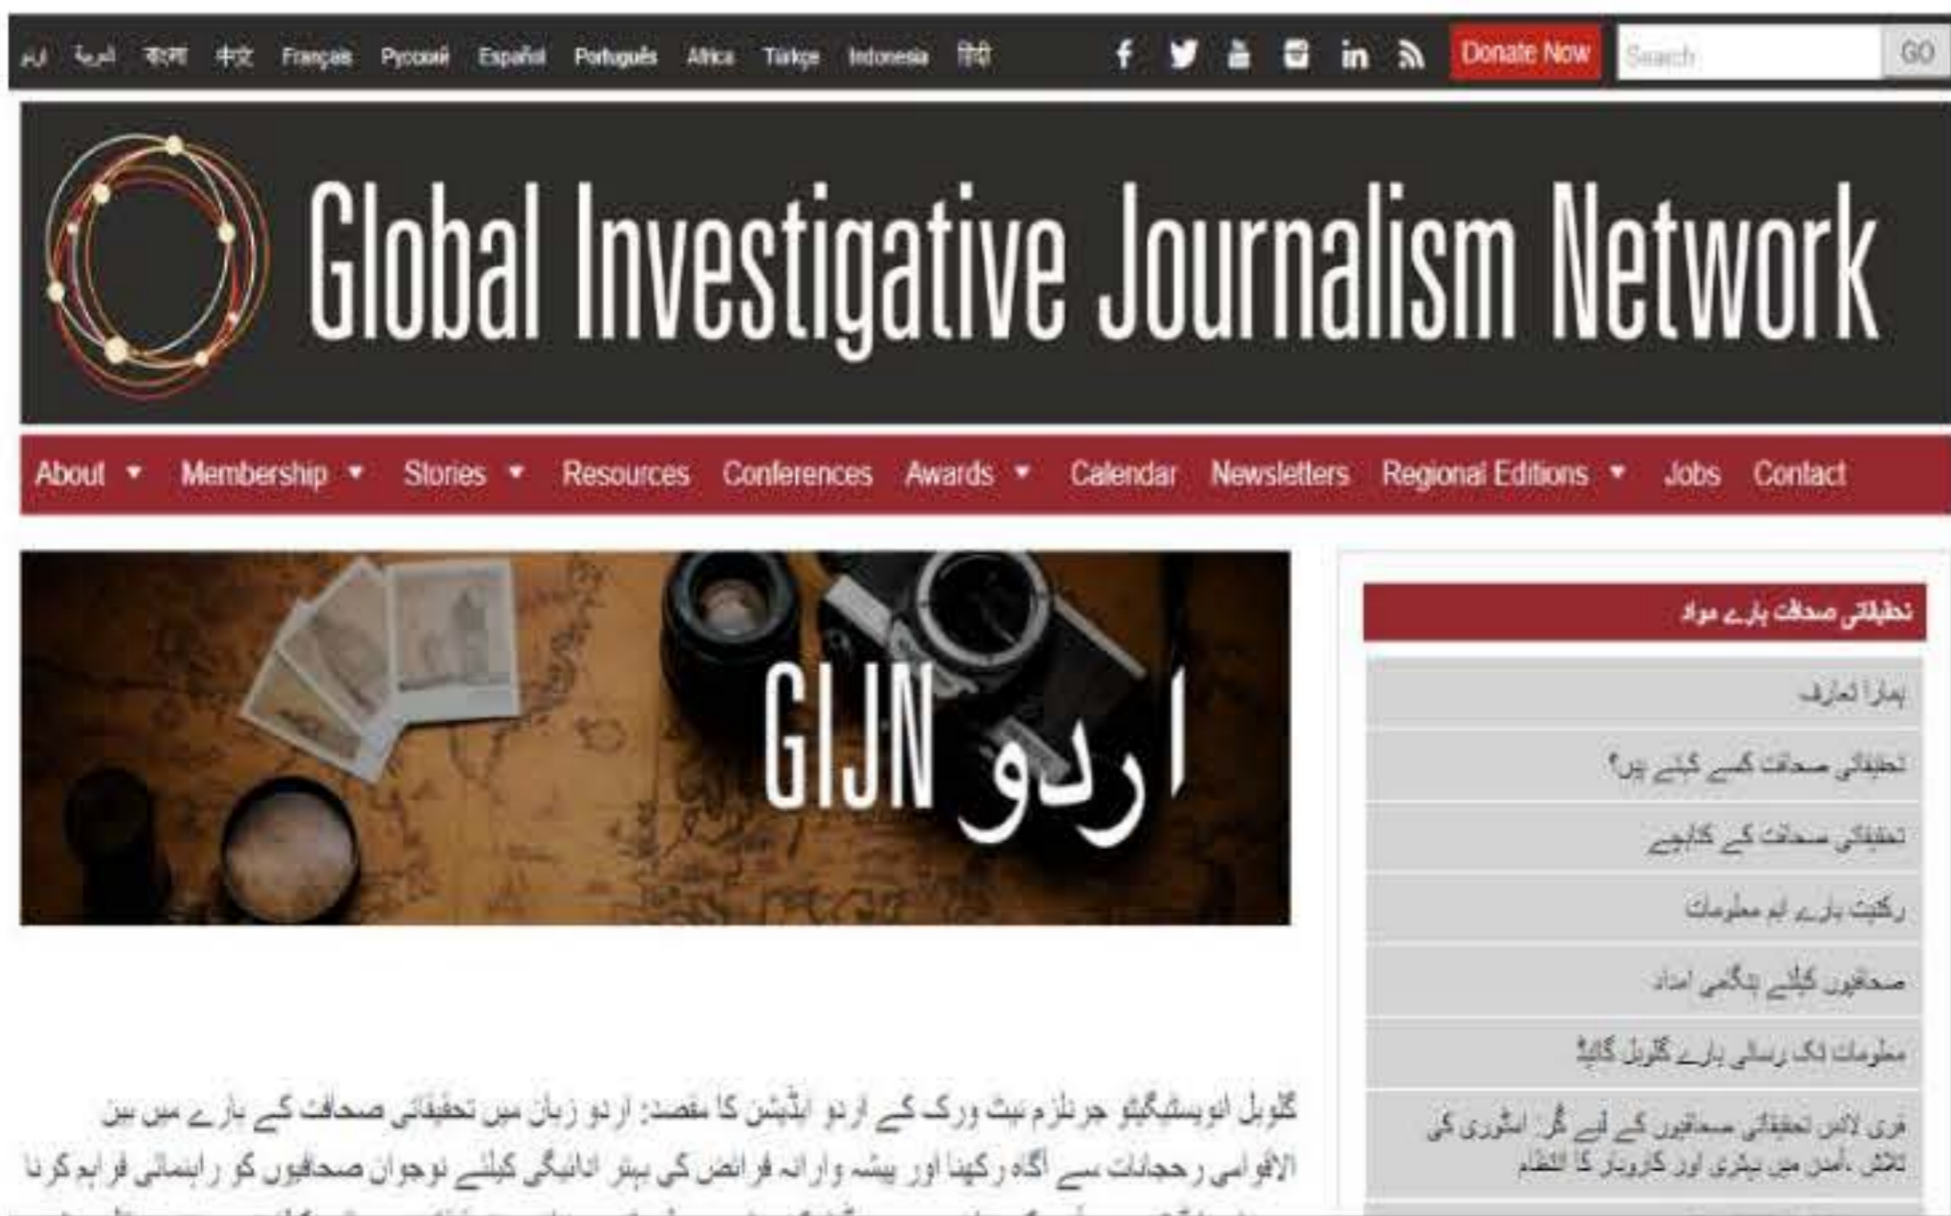 اردو العربية বাংলা 中文 Français Русский Español Português Africa Türkçe Indonesia हिंदी Donate Now Search GO
Global Investigative Journalism Network
About Membership Stories Resources Conferences Awards Calendar Newsletters Regional Editions Jobs Contact
GIJN اردو
گلوبل انویسٹیگیٹو جرنلزم نیٹ ورک کے اردو ایڈیشن کا مقصد: اردو زبان میں تحقیقاتی صحافت کے بارے میں بین
الاقوامی رجحانات سے آگاہ رکھنا اور پیشہ وارانہ فرائض کی بہتر ادائیگی کیلئے نوجوان صحافیوں کو راہنمائی فراہم کرنا
تحقیقاتی صحافت بارے مواد
ہمارا تعارف
تحقیقاتی صحافت کسے کہتے ہیں؟
تحقیقاتی صحافت کے کتابچے
رکنیت بارے اہم معلومات
صحافیوں کیلئے ہنگامی امداد
معلومات تک رسائی بارے گلوبل گائیڈ
فری لانس تحقیقاتی صحافیوں کے لیے گُر: اسٹوری کی
تلاش ،آمدن میں بہتری اور کاروبار کا انتظام